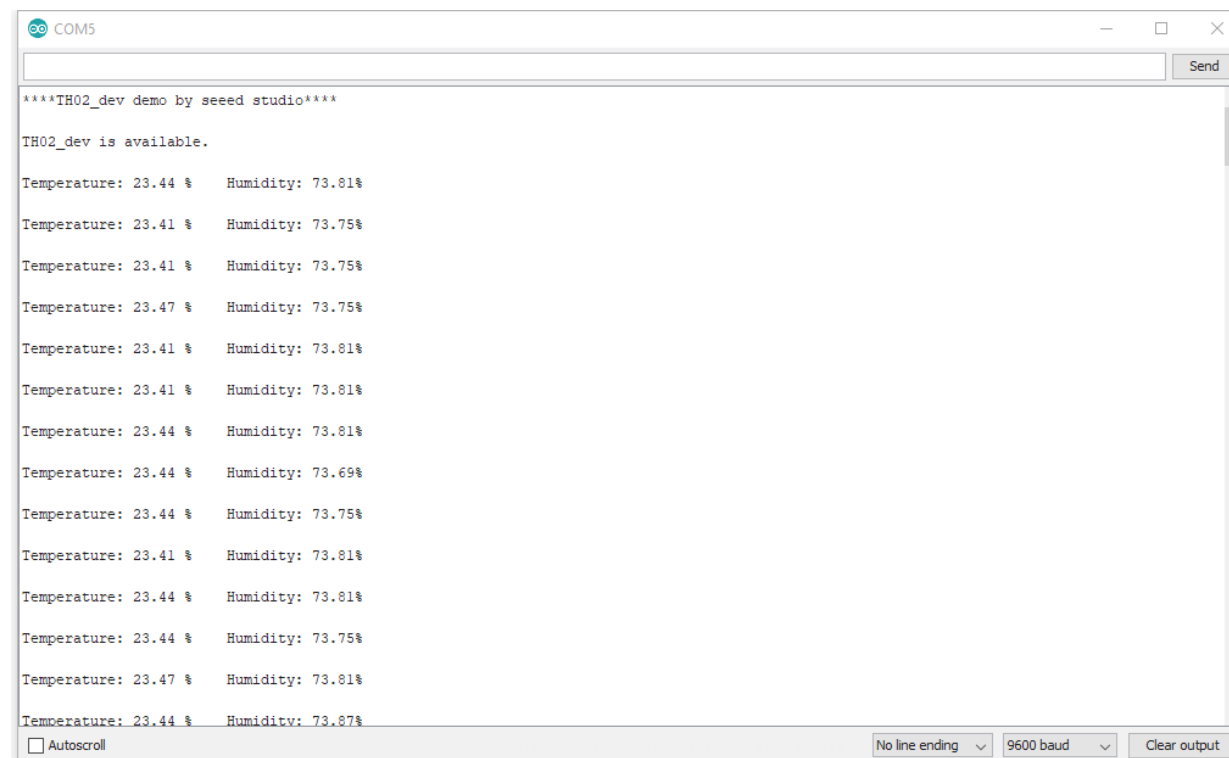 COM5
Send
****TH02_dev demo by seeed studio****
TH02_dev is available.
Temperature: 23.44 % Humidity: 73.81%
Temperature: 23.41 % Humidity: 73.75%
Temperature: 23.41 % Humidity: 73.75%
Temperature: 23.47 % Humidity: 73.75%
Temperature: 23.41 % Humidity: 73.81%
Temperature: 23.41 % Humidity: 73.81%
Temperature: 23.44 % Humidity: 73.81%
Temperature: 23.44 % Humidity: 73.69%
Temperature: 23.44 % Humidity: 73.75%
Temperature: 23.41 % Humidity: 73.81%
Temperature: 23.44 % Humidity: 73.81%
Temperature: 23.44 % Humidity: 73.75%
Temperature: 23.47 % Humidity: 73.81%
Temperature: 23.44 % Humidity: 73.87%
Autoscroll No line ending 9600 baud Clear output